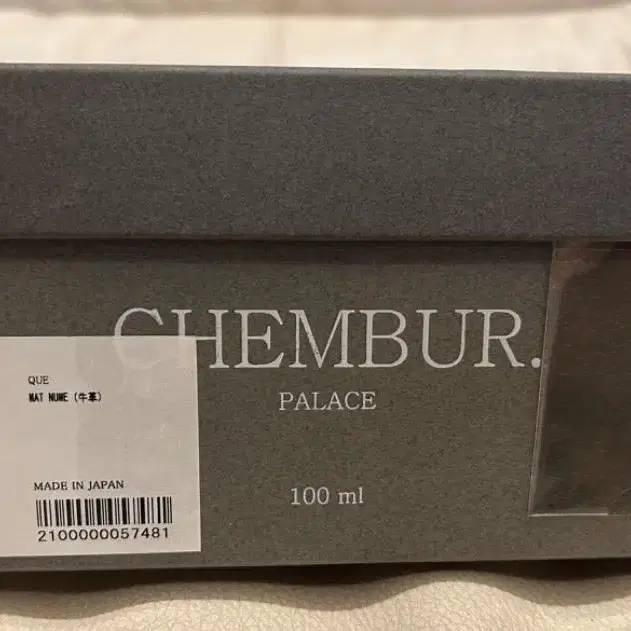 CHEMBUR.
PALACE
100 ml
QUE
MAT NUME (牛革)
MADE IN JAPAN
2100000057481